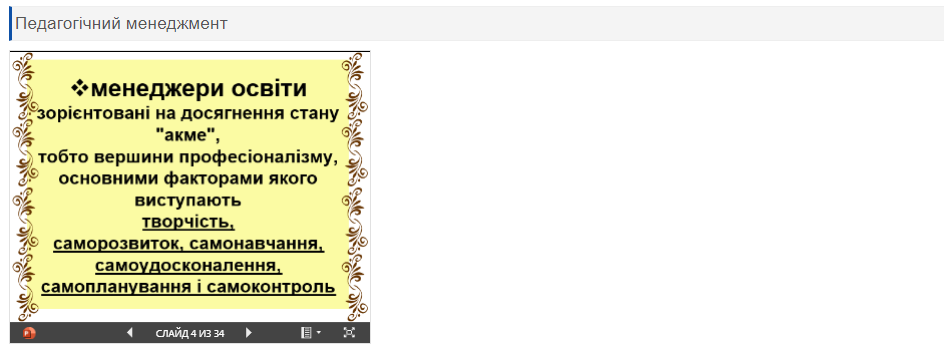 Педагогічний менеджмент
❖менеджери освіти
зорієнтовані на досягнення стану
"акме",
тобто вершини професіоналізму,
основними факторами якого
виступають
творчість,
саморозвиток, самонавчання,
самоудосконалення,
самопланування і самоконтроль
СЛАЙД 4 ИЗ 34